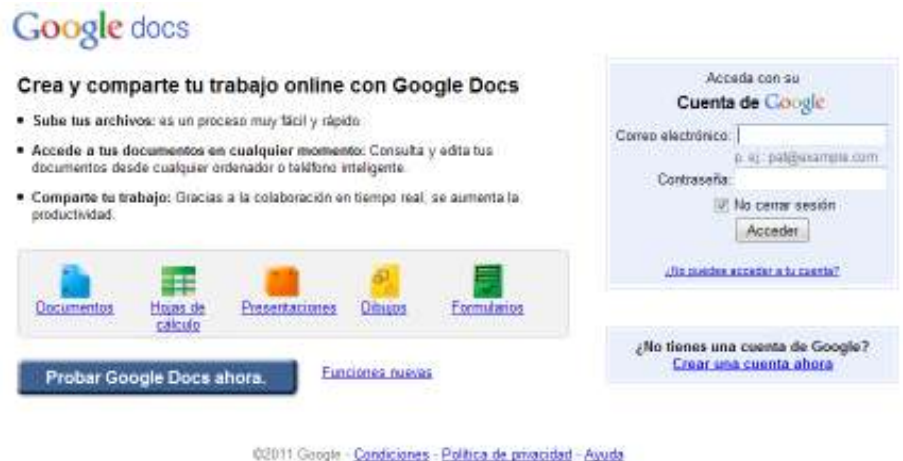 Google docs
Crea y comparte tu trabajo online con Google Docs
Sube tus archivos: es un proceso muy fácil y rápido
Accede a tus documentos en cualquier momento: Consulta y edita tus
documentos desde cualquier ordenador o teléfono inteligente.
Comparte tu trabajo: Gracias a la colaboración en tiempo real, se aumenta la
productividad.
Documentos
Hojas de
cálculo
Presentaciones
Dibujos
Formularios
Probar Google Docs ahora.
Funciones nuevas
Acceda con su
Cuenta de Google
Correo electrónico:
p. ej.: pat@example.com
Contraseña:
No cerrar sesión
Acceder
¿No puedes acceder a tu cuenta?
¿No tienes una cuenta de Google?
Crear una cuenta ahora
©2011 Google - Condiciones - Política de privacidad - Ayuda